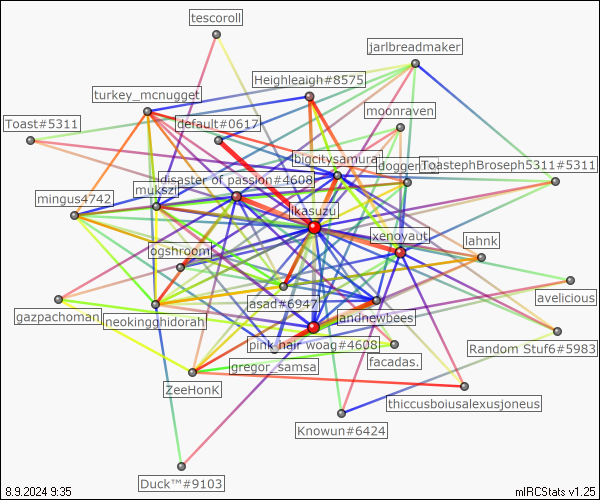 tescoroll
jarlbreadmaker
Heighleaigh#8575
turkey_mcnugget
moonraven
Toast#5311
default#0617
bigcitysamurai
doggerel
ToastephBroseph5311#5311
disaster of passion#4608
mukszi
mingus4742
ikasuzu
xenoyaut
lahnk
ogshroom
avelicious
asad#6947
gazpachoman
neokingghidorah
andnewbees
pink hair woag#4608
Random Stuf6#5983
facadas.
gregor_samsa
ZeeHonk
thiccusboiusalexusjoneus
Knowun#6424
Duck™#9103
8.9.2024 9:35
mIRCStats v1.25